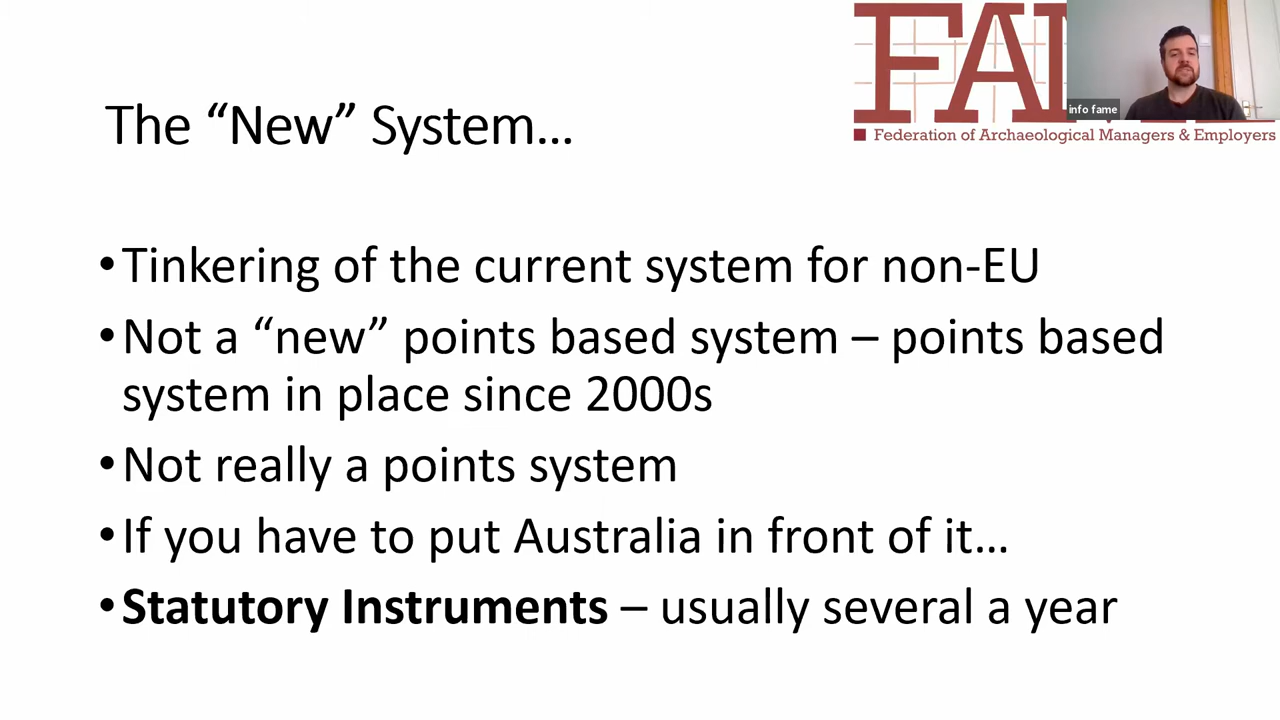 The “New” System…
FA
info fame
Federation of Archaeological Managers & Employers
•Tinkering of the current system for non-EU
•Not a “new” points based system – points based
system in place since 2000s
•Not really a points system
•If you have to put Australia in front of it…
•Statutory Instruments – usually several a year